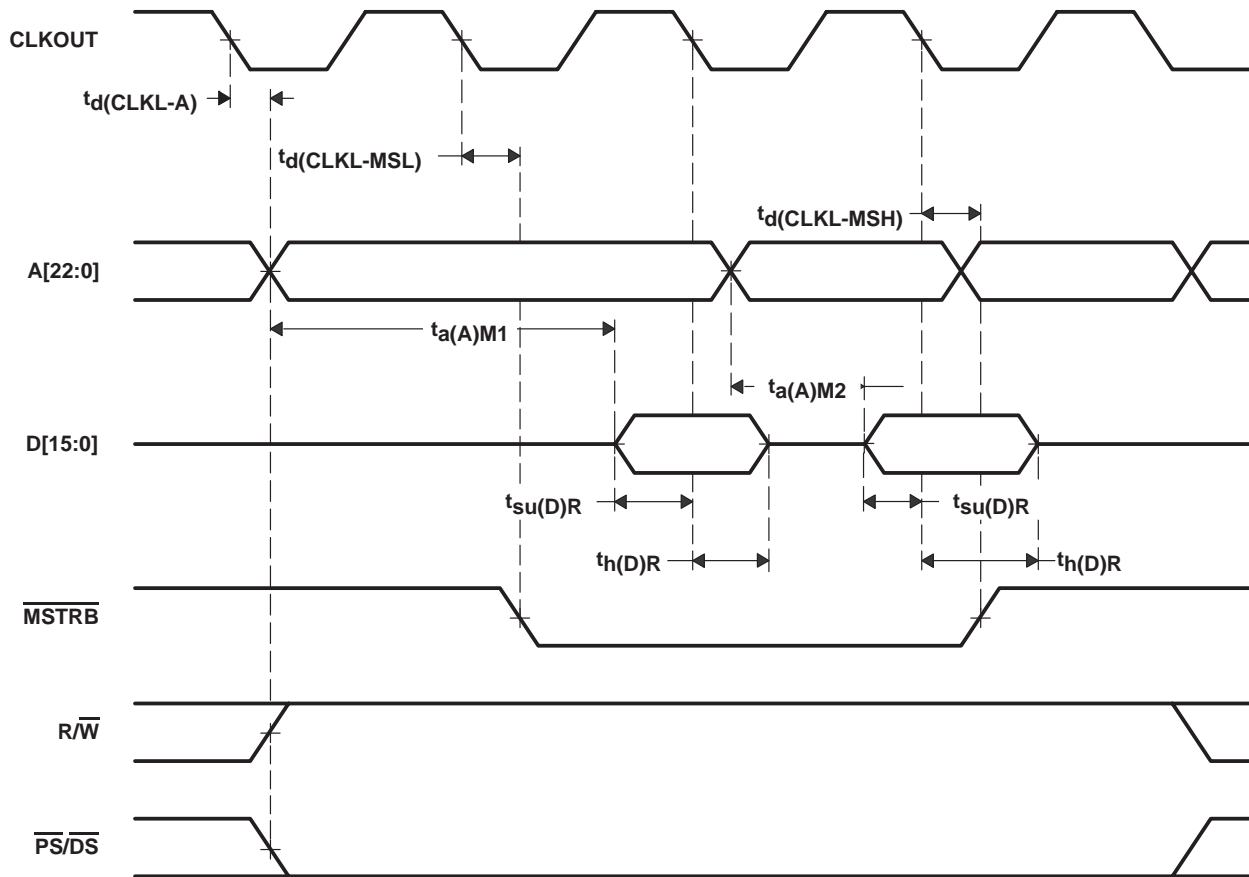 CLKOUT
td(CLKL-A)
td(CLKL-MSL)
td(CLKL-MSH)
A[22:0]
ta(A)M1
ta(A)M2
D[15:0]
tsu(D)R
tsu(D)R
th(D)R
th(D)R
MSTRB
R/W
PS/DS